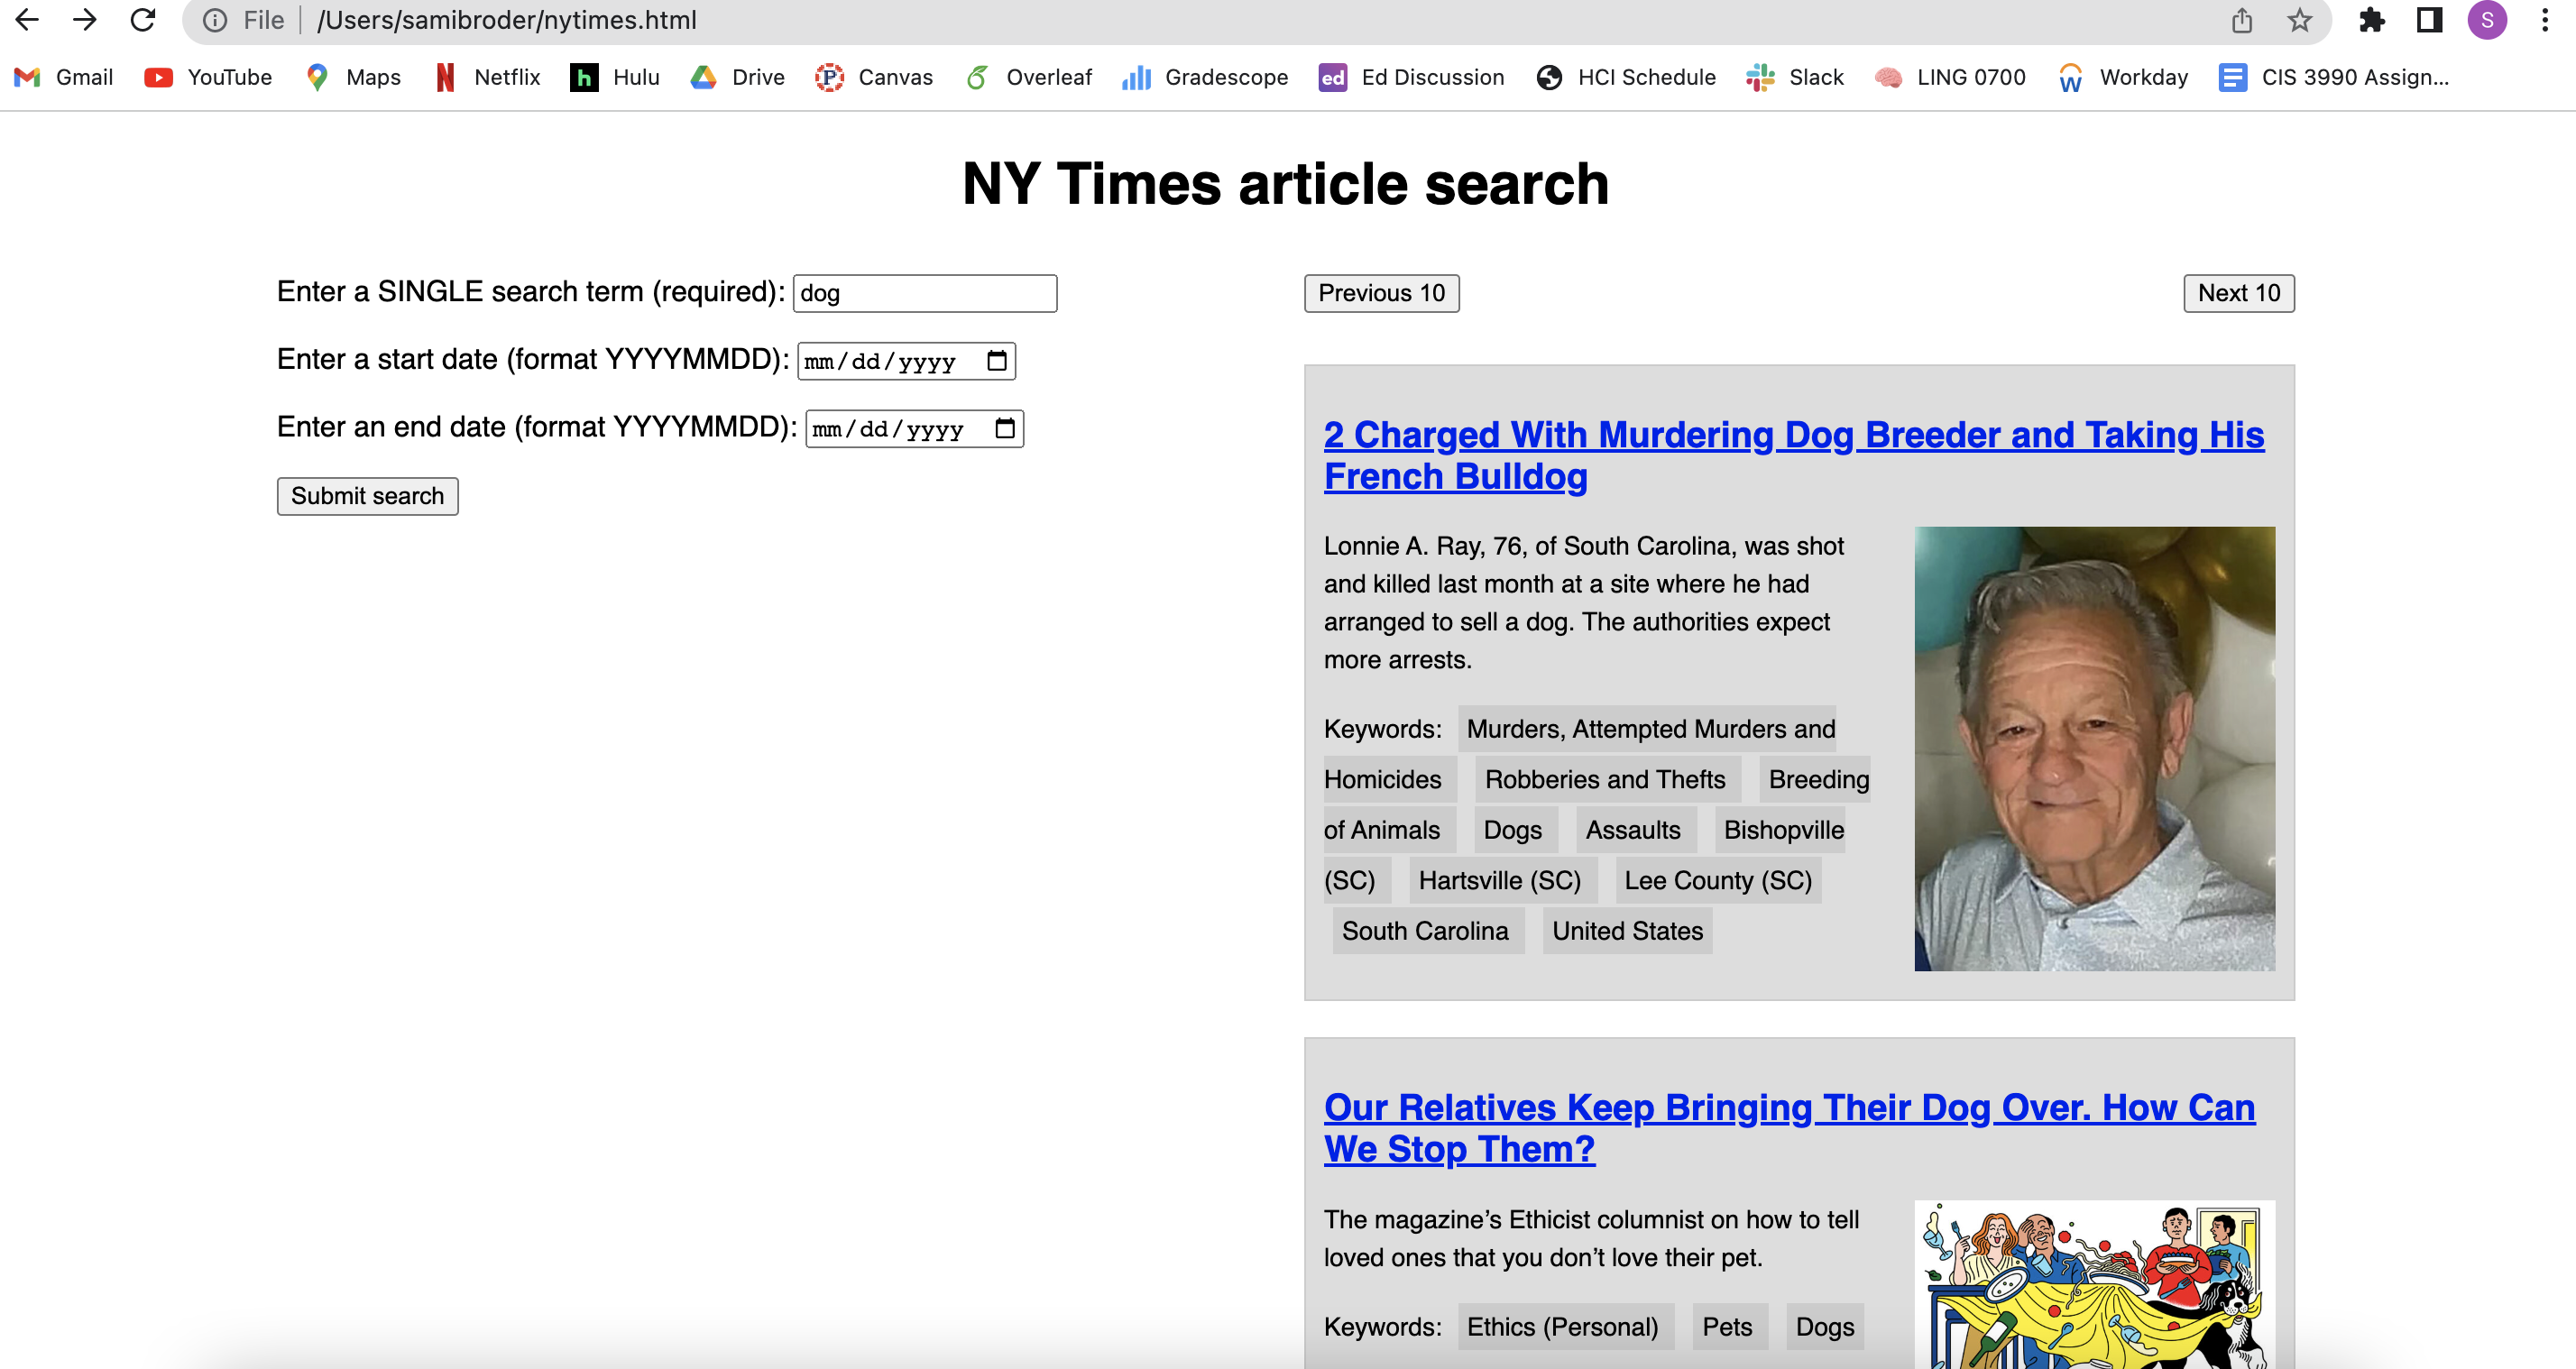 File /Users/samibroder/nytimes.html S
Gmail YouTube Maps Netflix Hulu Drive Canvas Overleaf Gradescope Ed Discussion HCI Schedule Slack LING 0700 Workday CIS 3990 Assign...
NY Times article search
Enter a SINGLE search term (required): dog
Enter a start date (format YYYYMMDD): mm/dd/yyyy
Enter an end date (format YYYYMMDD): mm/dd/yyyy
Submit search
Previous 10 Next 10
2 Charged With Murdering Dog Breeder and Taking His
French Bulldog
Lonnie A. Ray, 76, of South Carolina, was shot
and killed last month at a site where he had
arranged to sell a dog. The authorities expect
more arrests.
Keywords: Murders, Attempted Murders and
Homicides Robberies and Thefts Breeding
of Animals Dogs Assaults Bishopville
(SC) Hartsville (SC) Lee County (SC)
South Carolina United States
Our Relatives Keep Bringing Their Dog Over. How Can
We Stop Them?
The magazine’s Ethicist columnist on how to tell
loved ones that you don’t love their pet.
Keywords: Ethics (Personal) Pets Dogs